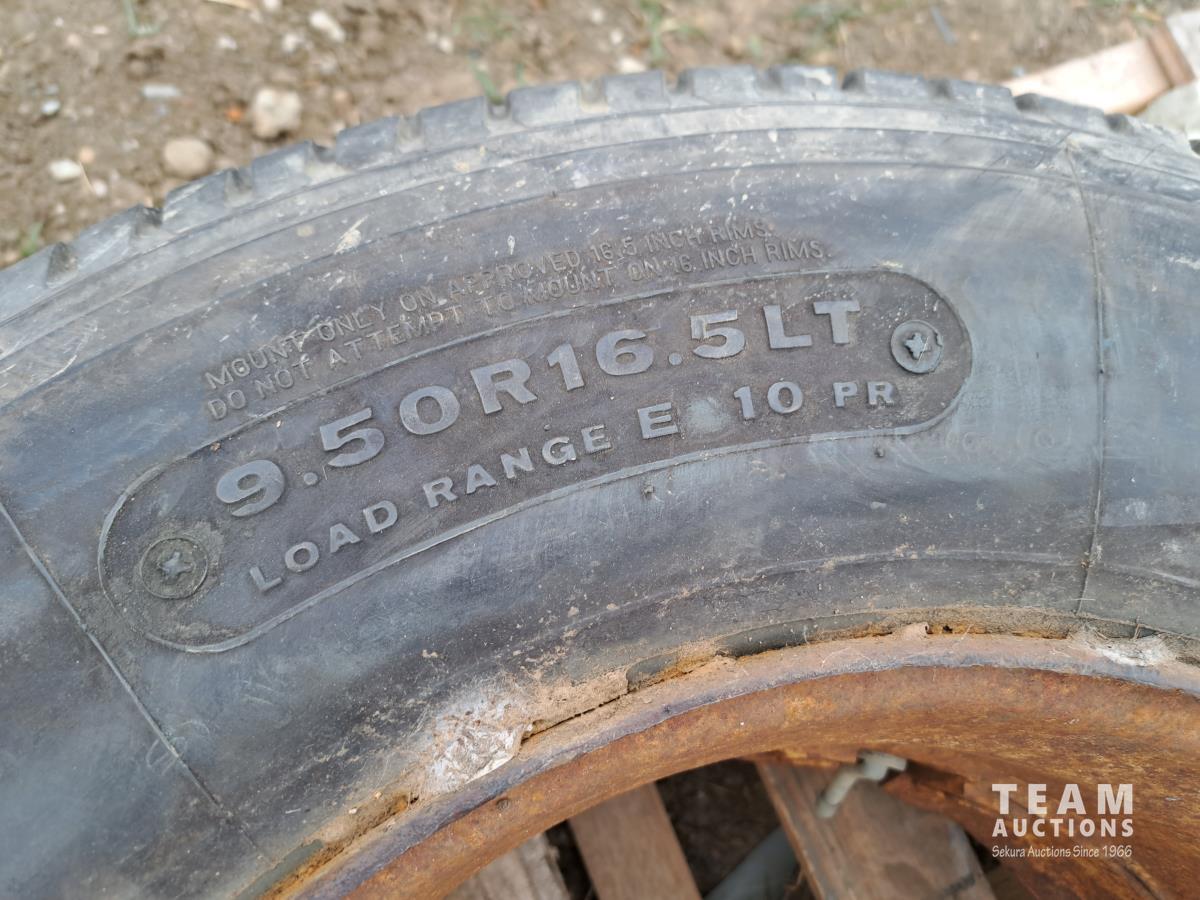 MOUNT ONLY ON APPROVED 16.5 INCH RIMS.
DO NOT ATTEMPT TO MOUNT ON 16 INCH RIMS.
9.50R16.5LT
LOAD RANGE E 10 PR
TEAM
AUCTIONS
Sekura Auctions Since 1966